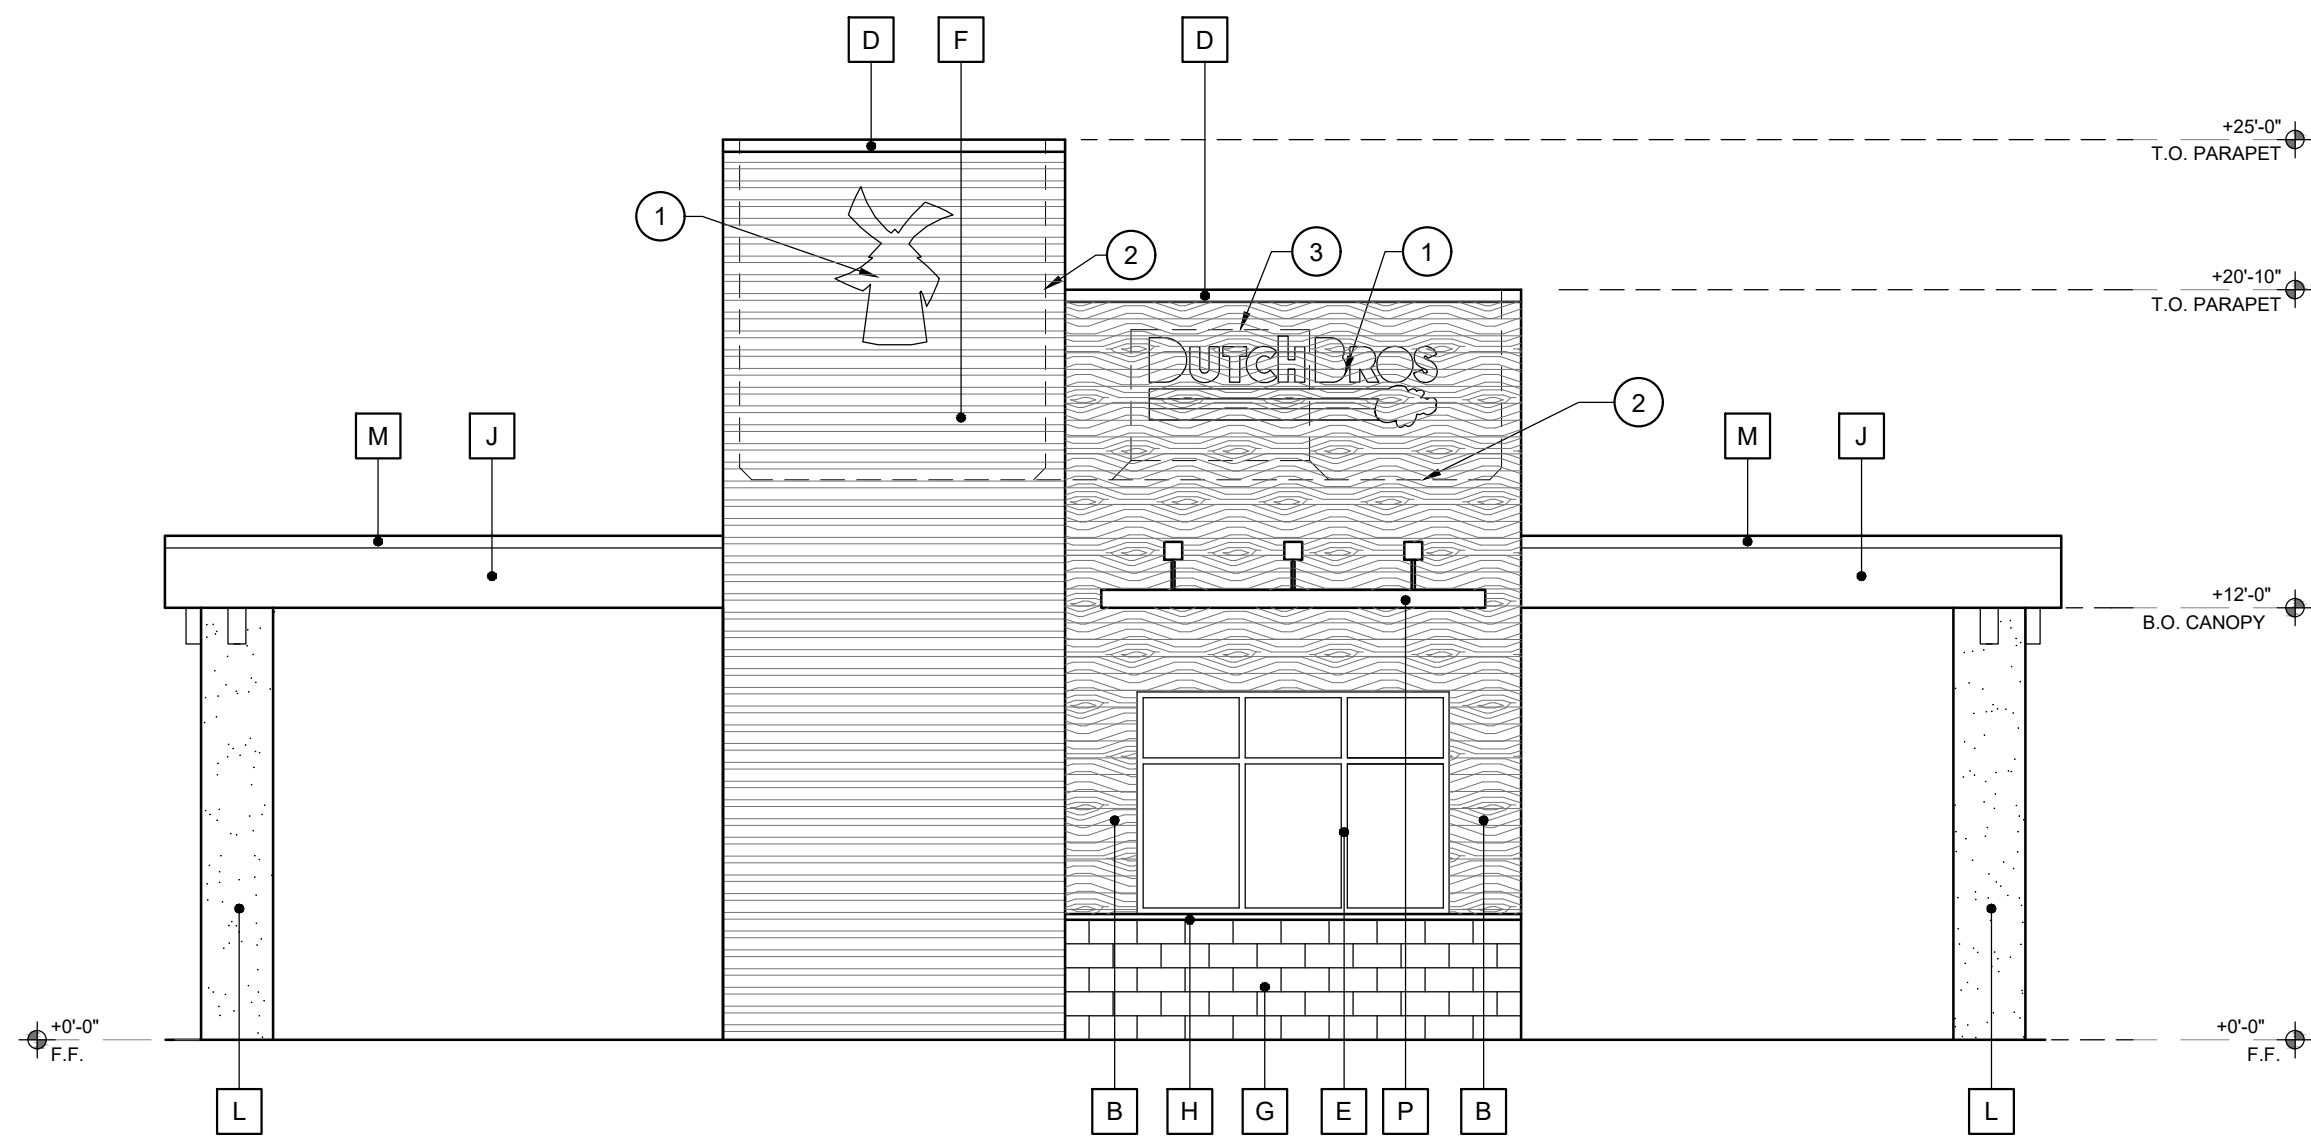 D
F
D
+25'-0"
T.O. PARAPET
1
2
3
1
+20'-10"
T.O. PARAPET
DUTCH BROS
2
M
J
M
J
+12'-0"
B.O. CANOPY
+0'-0"
F.F.
+0'-0"
F.F.
L
B
H
G
E
P
B
L